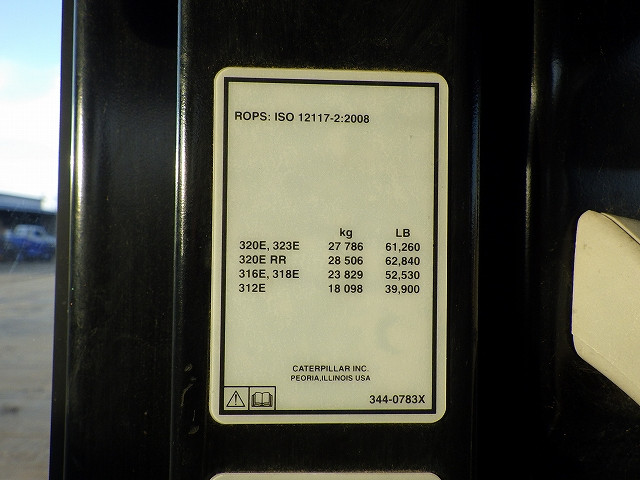 ROPS: ISO 12117-2:2008
kg LB
320E, 323E 27 786 61,260
320E RR 28 506 62,840
316E, 318E 23 829 52,530
312E 18 098 39,900
CATERPILLAR INC.
PEORIA,ILLINOIS USA
344-0783X